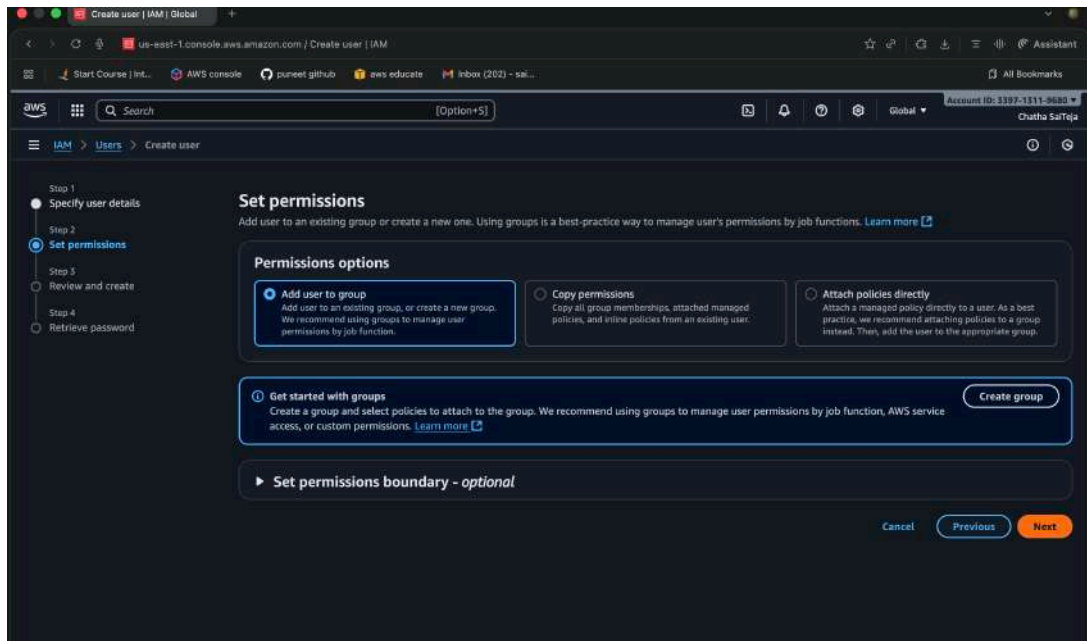 Create user | IAM | Global
us-east-1.console.aws.amazon.com / Create user | IAM
Assistant
Start Course | Int...
AWS console
puneet github
aws educate
Inbox (202) - sai...
All Bookmarks
aws
Search
[Option+S]
Global
Account ID: 3397-1311-9680
Chatha SaiTeja
IAM > Users > Create user
Step 1
Specify user details
Step 2
Set permissions
Step 3
Review and create
Step 4
Retrieve password
Set permissions
Add user to an existing group or create a new one. Using groups is a best-practice way to manage user's permissions by job functions. Learn more
Permissions options
Add user to group
Add user to an existing group, or create a new group.
We recommend using groups to manage user
permissions by job function.
Copy permissions
Copy all group memberships, attached managed
policies, and inline policies from an existing user.
Attach policies directly
Attach a managed policy directly to a user. As a best
practice, we recommend attaching policies to a group
instead. Then, add the user to the appropriate group.
Get started with groups
Create a group and select policies to attach to the group. We recommend using groups to manage user permissions by job function, AWS service
access, or custom permissions. Learn more
Create group
Set permissions boundary - optional
Cancel
Previous
Next